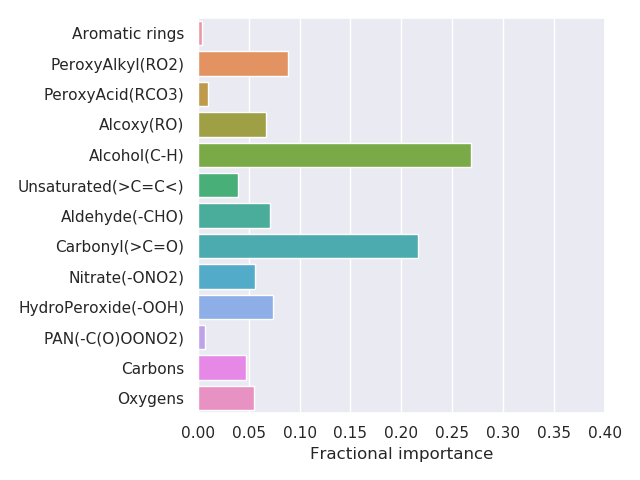 Aromatic rings
PeroxyAlkyl(RO2)
PeroxyAcid(RCO3)
Alcoxy(RO)
Alcohol(C-H)
Unsaturated(>C=C<)
Aldehyde(-CHO)
Carbonyl(>C=O)
Nitrate(-ONO2)
HydroPeroxide(-OOH)
PAN(-C(O)OONO2)
Carbons
Oxygens
0.00 0.05 0.10 0.15 0.20 0.25 0.30 0.35 0.40
Fractional importance